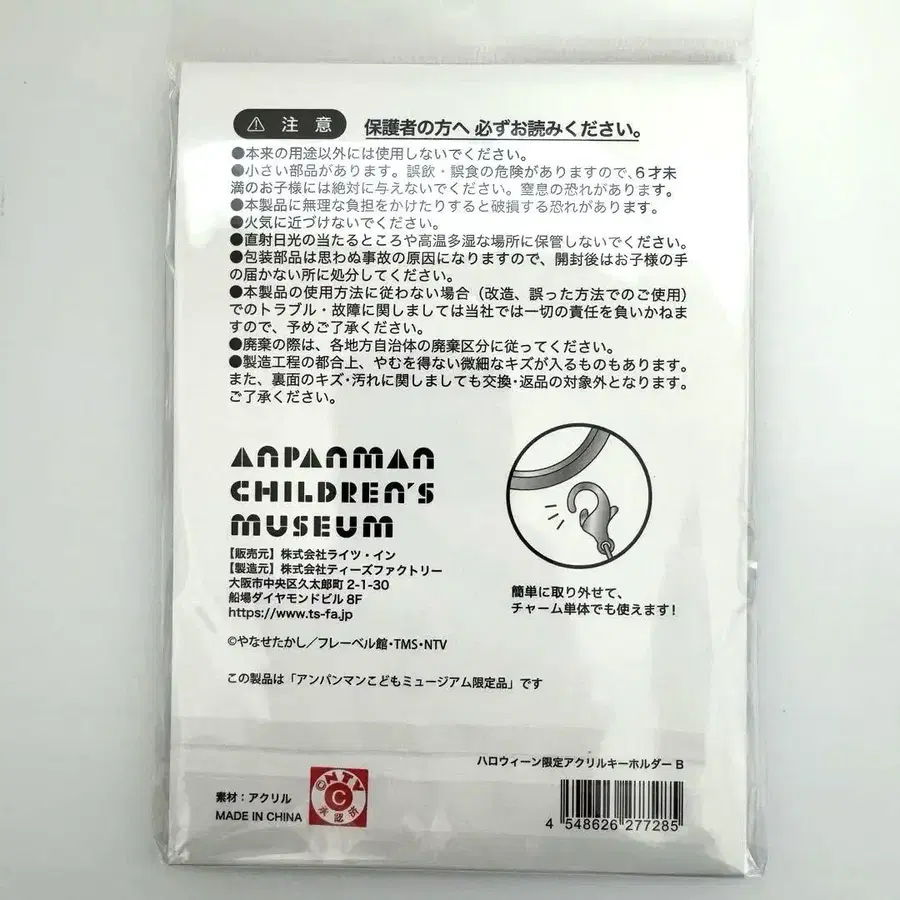 ⚠ 注意 保護者の方へ 必ずお読みください。
●本来の用途以外には使用しないでください。
●小さい部品があります。誤飲・誤食の危険がありますので、6才未
満のお子様には絶対に与えないでください。窒息の恐れがあります。
●本製品に無理な負担をかけたりすると破損する恐れがあります。
●火気に近づけないでください。
●直射日光の当たるところや高温多湿な場所に保管しないでください。
●包装部品は思わぬ事故の原因になりますので、開封後はお子様の手
の届かない所に処分してください。
●本製品の使用方法に従わない場合（改造、誤った方法でのご使用）
でのトラブル・故障に関しましては当社では一切の責任を負いかねま
すので、予めご了承ください。
●廃棄の際は、各地方自治体の廃棄区分に従ってください。
●製造工程の都合上、やむを得ない微細なキズが入るものもあります。
また、裏面のキズ・汚れに関しましても交換・返品の対象外となります。
ご了承ください。
ANPANMAN
CHILDREN'S
MUSEUM
【販売元】株式会社ライツ・イン
【製造元】株式会社ティーズファクトリー
大阪市中央区久太郎町 2-1-30
船場ダイヤモンドビル 8F
https://www.ts-fa.jp
簡単に取り外せて、
チャーム単体でも使えます!
©やなせたかし／フレーベル館・TMS・NTV
この製品は「アンパンマンこどもミュージアム限定品」です
ハロウィーン限定アクリルキーホルダー B
素材：アクリル
MADE IN CHINA
©NTV
C
承認済
4 548626 277285